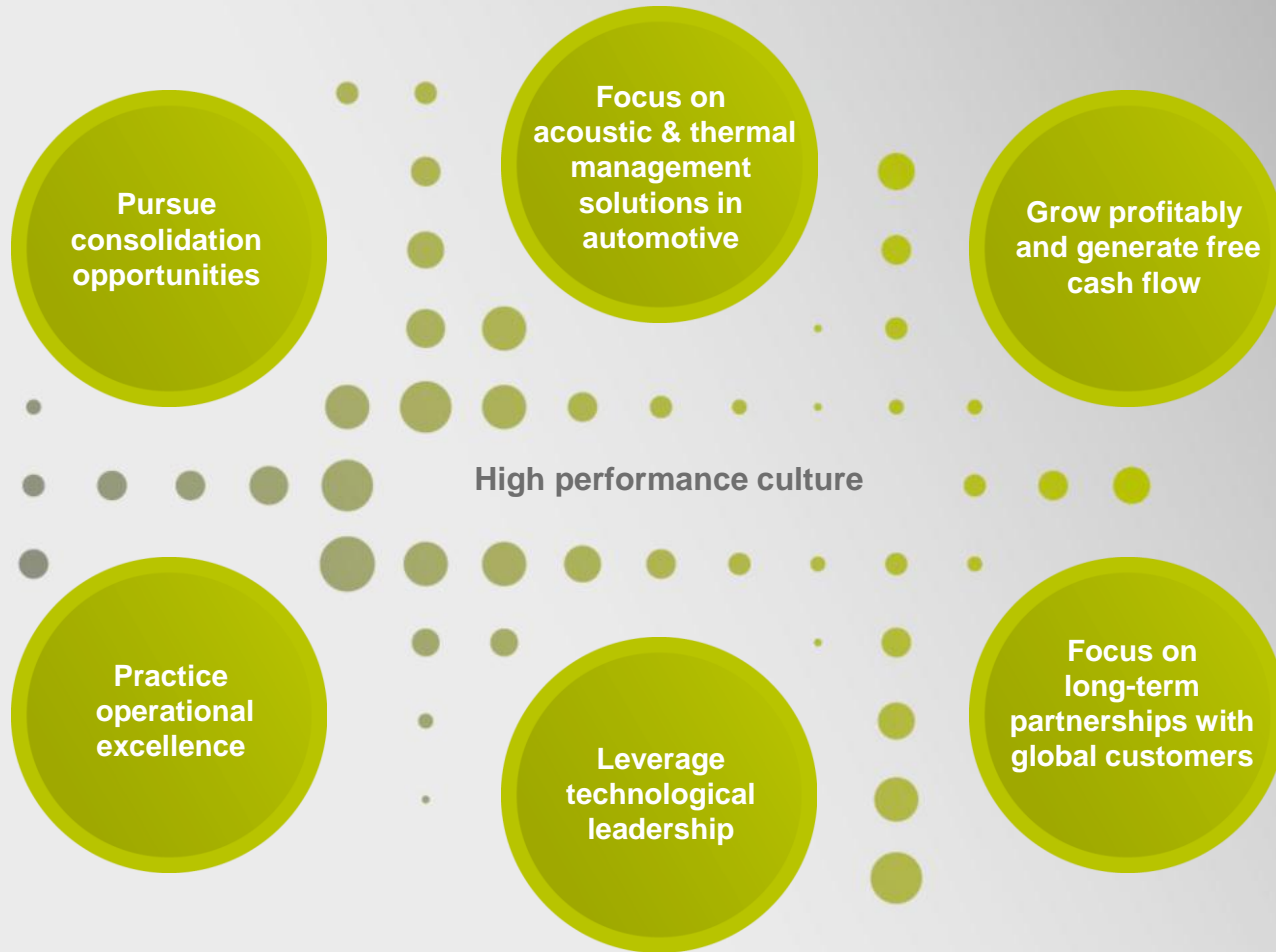 Focus on
acoustic & thermal
management
solutions in
automotive
Pursue
consolidation
opportunities
Grow profitably
and generate free
cash flow
High performance culture
Practice
operational
excellence
Leverage
technological
leadership
Focus on
long-term
partnerships with
global customers